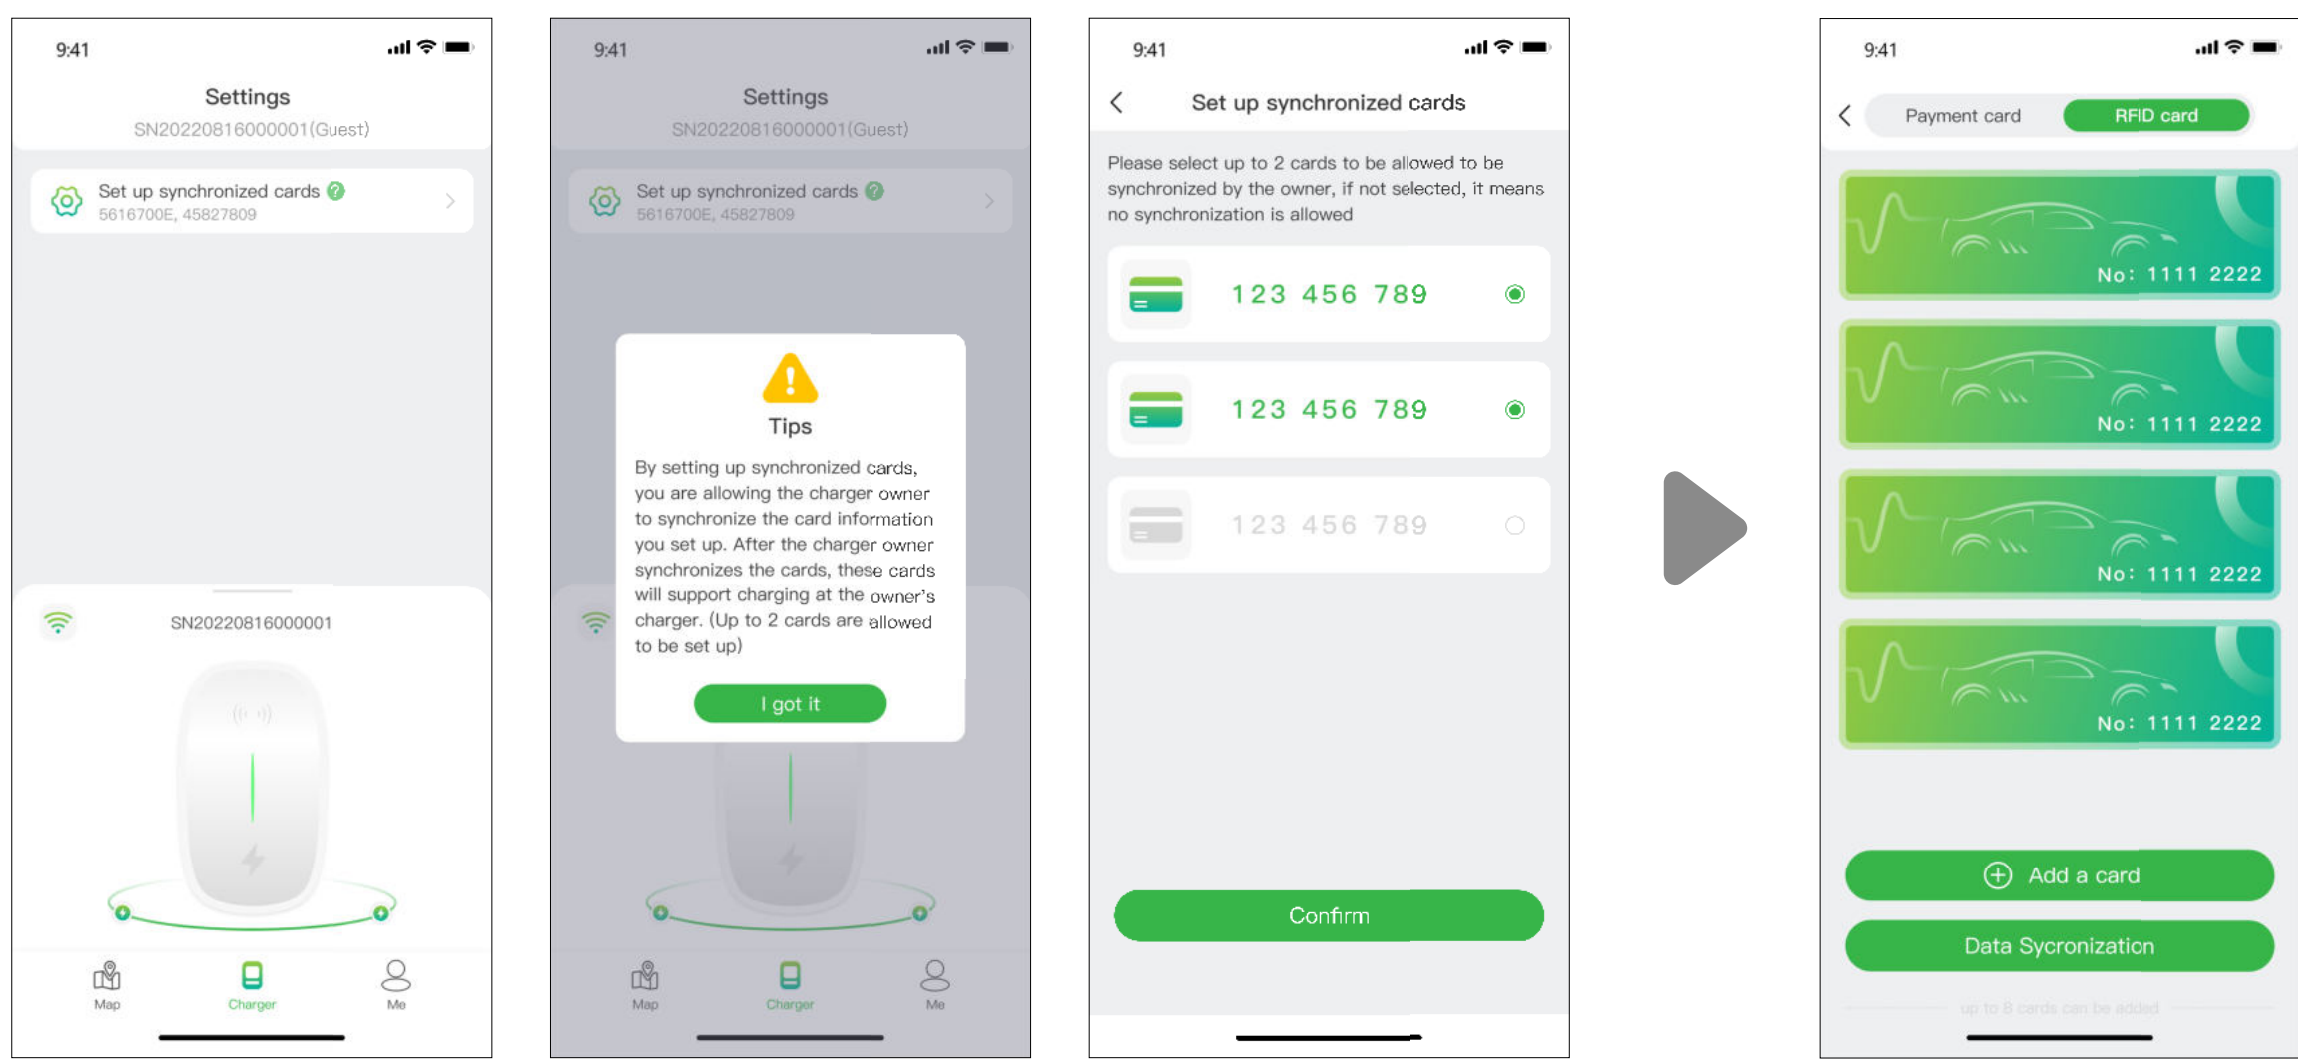 9:41
Settings
SN20220816000001(Guest)
Set up synchronized cards ?
5616700E, 45827809
SN20220816000001
Map
Charger
Me
9:41
Settings
SN20220816000001(Guest)
Set up synchronized cards ?
5616700E, 45827809
Tips
By setting up synchronized cards,
you are allowing the charger owner
to synchronize the card information
you set up. After the charger owner
synchronizes the cards, these cards
will support charging at the owner's
charger. (Up to 2 cards are allowed
to be set up)
I got it
Map
Charger
Me
9:41
Set up synchronized cards
Please select up to 2 cards to be allowed to be
synchronized by the owner, if not selected, it means
no synchronization is allowed
123 456 789
123 456 789
123 456 789
Confirm
9:41
Payment card
RFID card
No: 1111 2222
No: 1111 2222
No: 1111 2222
No: 1111 2222
Add a card
Data Sycronization
up to 8 cards can be added